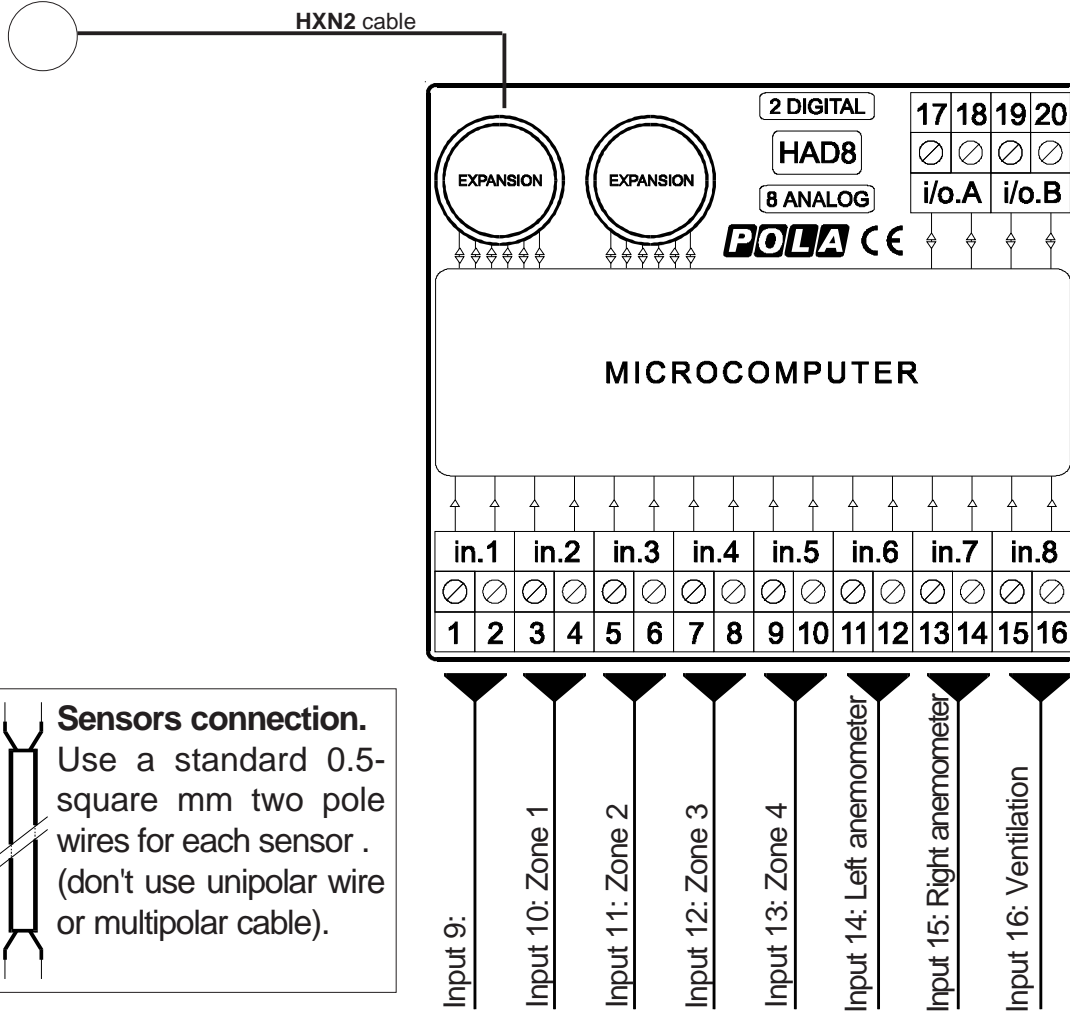 HXN2 cable
2 DIGITAL
HAD8
8 ANALOG
POLA CE
17 18 19 20
i/o.A i/o.B
EXPANSION EXPANSION
MICROCOMPUTER
in.1 in.2 in.3 in.4 in.5 in.6 in.7 in.8
1 2 3 4 5 6 7 8 9 10 11 12 13 14 15 16
Sensors connection.
Use a standard 0.5-
square mm two pole
wires for each sensor .
(don't use unipolar wire
or multipolar cable).
Input 9:
Input 10: Zone 1
Input 11: Zone 2
Input 12: Zone 3
Input 13: Zone 4
Input 14: Left anemometer
Input 15: Right anemometer
Input 16: Ventilation